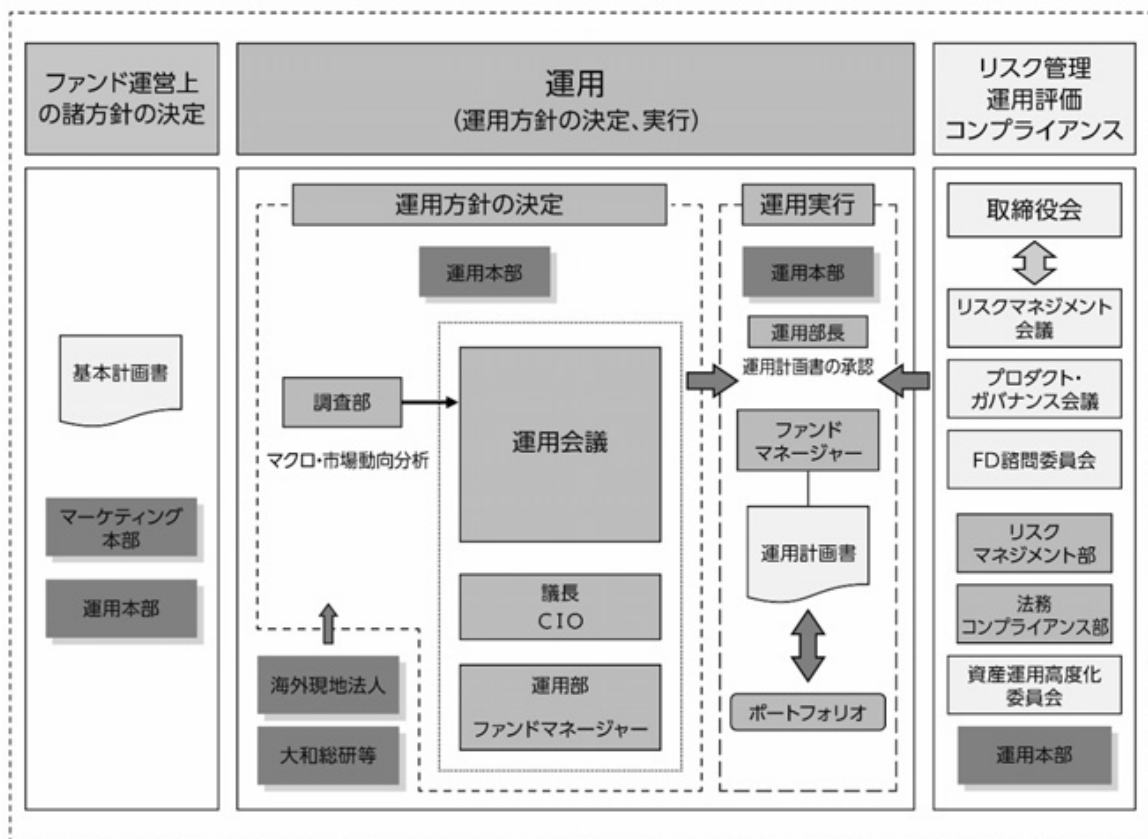 ファンド運営上
の諸方針の決定
運用
(運用方針の決定、実行)
リスク管理
運用評価
コンプライアンス
基本計画書
マーケティング
本部
運用本部
運用方針の決定
運用本部
調査部
マクロ・市場動向分析
運用会議
議長
CIO
運用部
ファンドマネージャー
海外現地法人
大和総研等
運用実行
運用本部
運用部長
運用計画書の承認
ファンド
マネージャー
運用計画書
ポートフォリオ
取締役会
リスクマネジメント
会議
プロダクト・
ガバナンス会議
FD諮問委員会
リスク
マネジメント部
法務
コンプライアンス部
資産運用高度化
委員会
運用本部